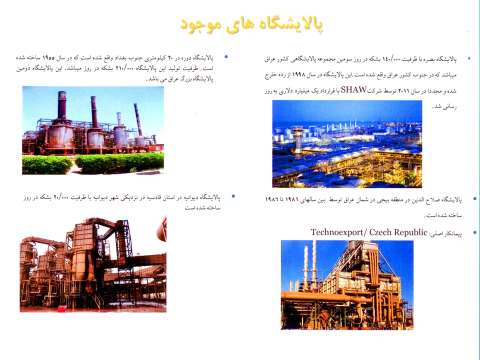 پالایشگاه های موجود
پالایشگاه بصره با ظرفیت ۱۴۰/۰۰۰ بشکه در روز سومین مجموعه پالایشگاهی کشور عراق
میباشد که در جنوب کشور عراق واقع شده است.این پالایشگاه در سال ۱۹۹۸ از رده خارج
شده و مجددا در سال ۲۰۱۱ توسط شرکت SHAW با قرارداد یک میلیارد دلاری به روز
رسانی شد.
پالایشگاه صلاح الدین در منطقه بیجی در شمال عراق توسط بین سالهای ۱۹۸۱ تا ۱۹۸۶
ساخته شده است.
پیمانکار اصلی: Technoexport/ Czech Republic
پالایشگاه دوره در ۲۰ کیلومتری جنوب بغداد واقع شده است که در سال ۱۹۵۵ ساخته شده
است. ظرفیت تولید این پالایشگاه ۲۱۰/۰۰۰ بشکه در روز میباشد. این پالایشگاه دومین
پالایشگاه بزرگ عراق می باشد.
پالایشگاه دیوانیه در استان قادسیه در نزدیکی شهر دیوانیه با ظرفیت ۲۰/۰۰۰ بشکه در روز
ساخته شده است